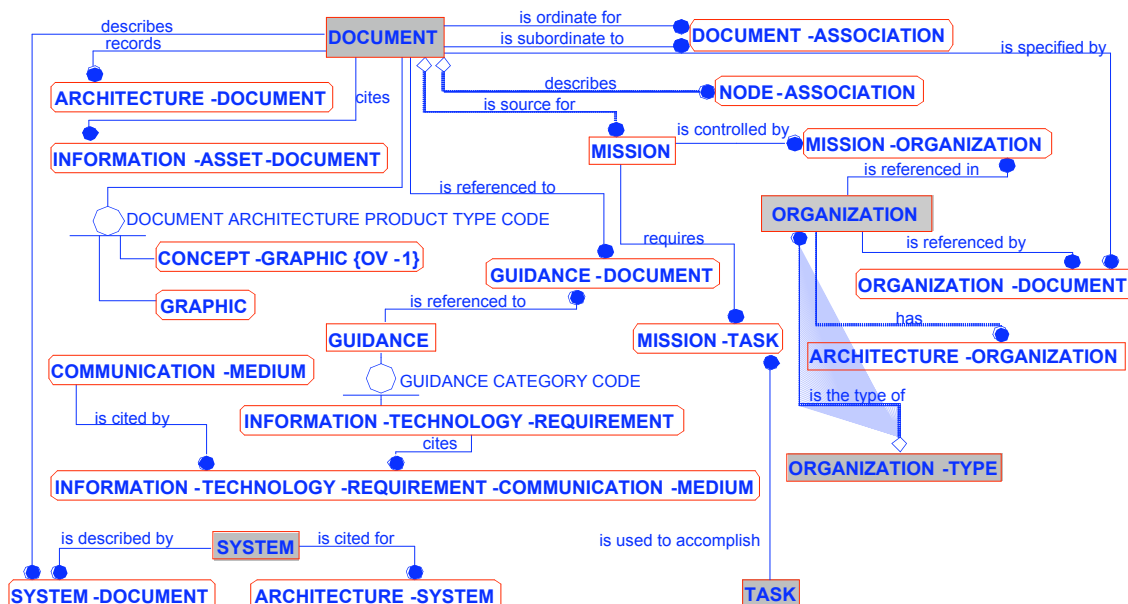 describes
is ordinate for
DOCUMENT
is subordinate to
DOCUMENT -ASSOCIATION
records
is specified by
ARCHITECTURE -DOCUMENT
cites
describes
NODE -ASSOCIATION
is source for
INFORMATION -ASSET -DOCUMENT
MISSION
is controlled by
MISSION -ORGANIZATION
is referenced in
is referenced to
ORGANIZATION
DOCUMENT ARCHITECTURE PRODUCT TYPE CODE
requires
is referenced by
CONCEPT -GRAPHIC {OV -1}
GUIDANCE -DOCUMENT
ORGANIZATION -DOCUMENT
GRAPHIC
is referenced to
has
GUIDANCE
MISSION -TASK
ARCHITECTURE -ORGANIZATION
COMMUNICATION -MEDIUM
GUIDANCE CATEGORY CODE
is the type of
is cited by
INFORMATION -TECHNOLOGY -REQUIREMENT
cites
ORGANIZATION -TYPE
INFORMATION -TECHNOLOGY -REQUIREMENT -COMMUNICATION -MEDIUM
is described by
SYSTEM
is cited for
is used to accomplish
SYSTEM -DOCUMENT
ARCHITECTURE -SYSTEM
TASK